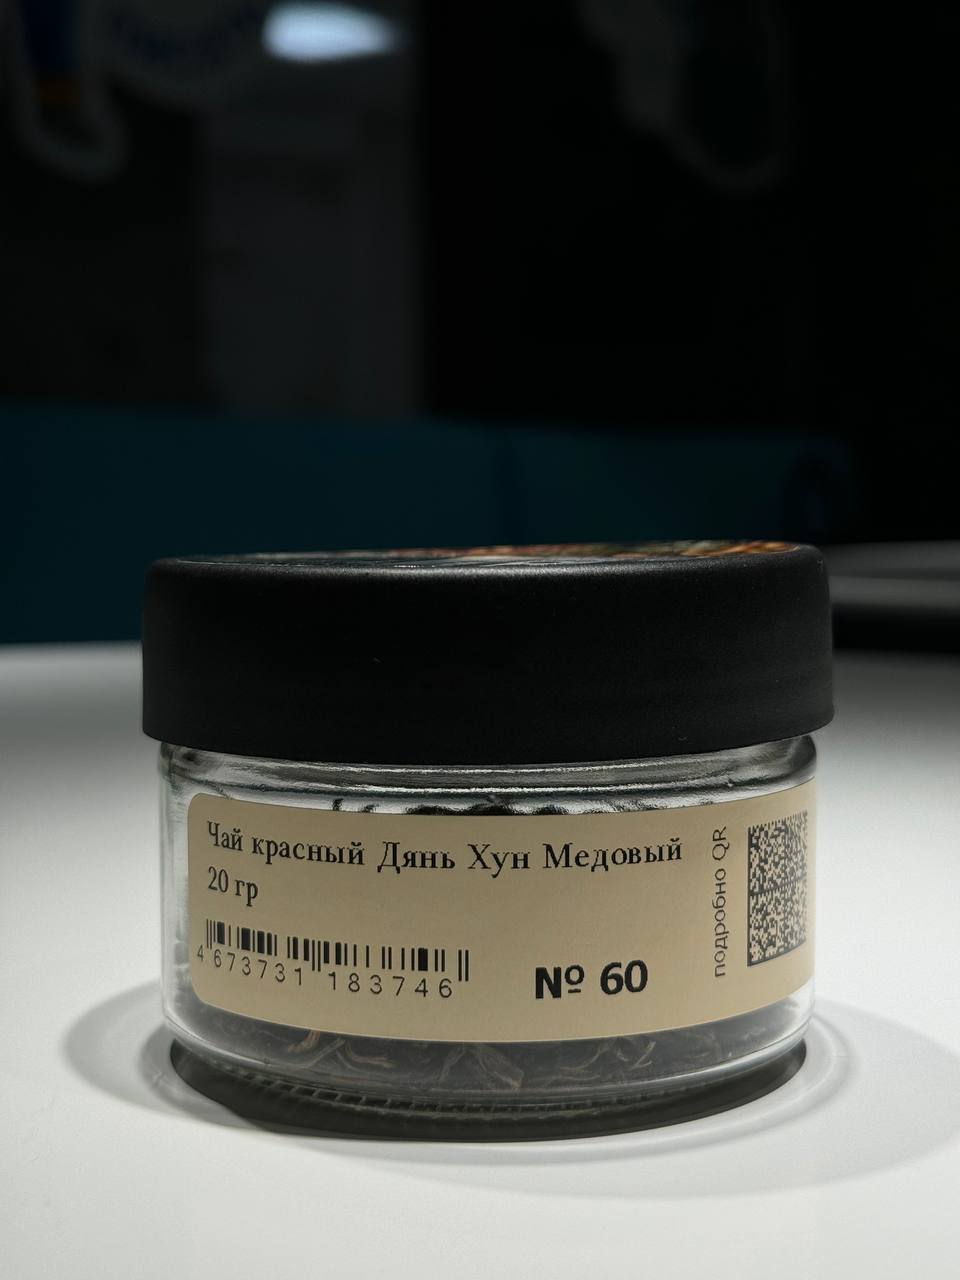 Чай красный Дянь Хун Медовый
20 гр
4 673731 183746
№ 60
подробно QR